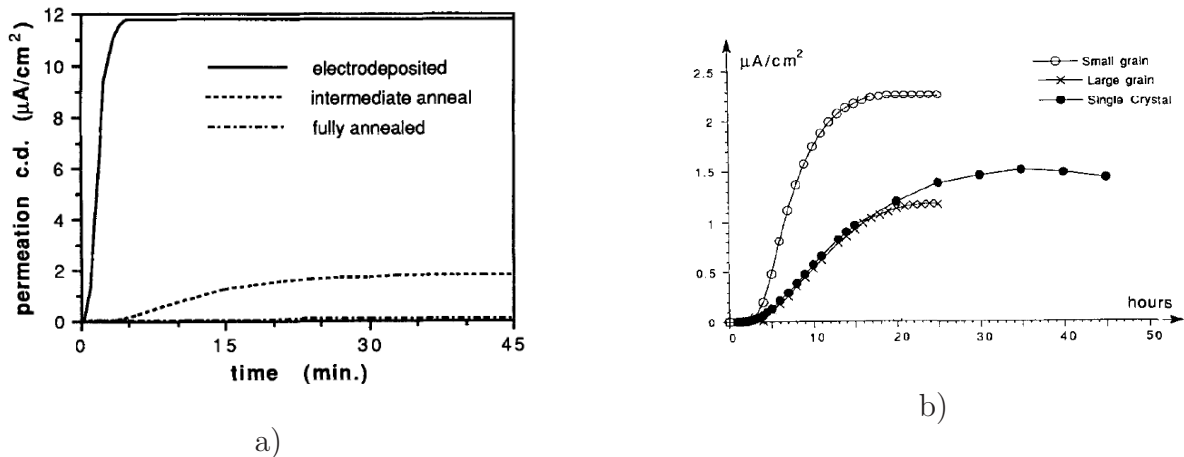 12
10
8
6
4
2
0
permeation c.d. (μA/cm²)
electrodeposited
intermediate anneal
fully annealed
0 15 30 45
time (min.)
a)
μA/cm²
Small grain
Large grain
Single Crystal
2.5
2
1.5
1
0.5
0
hours
0 10 20 30 40 50
b)